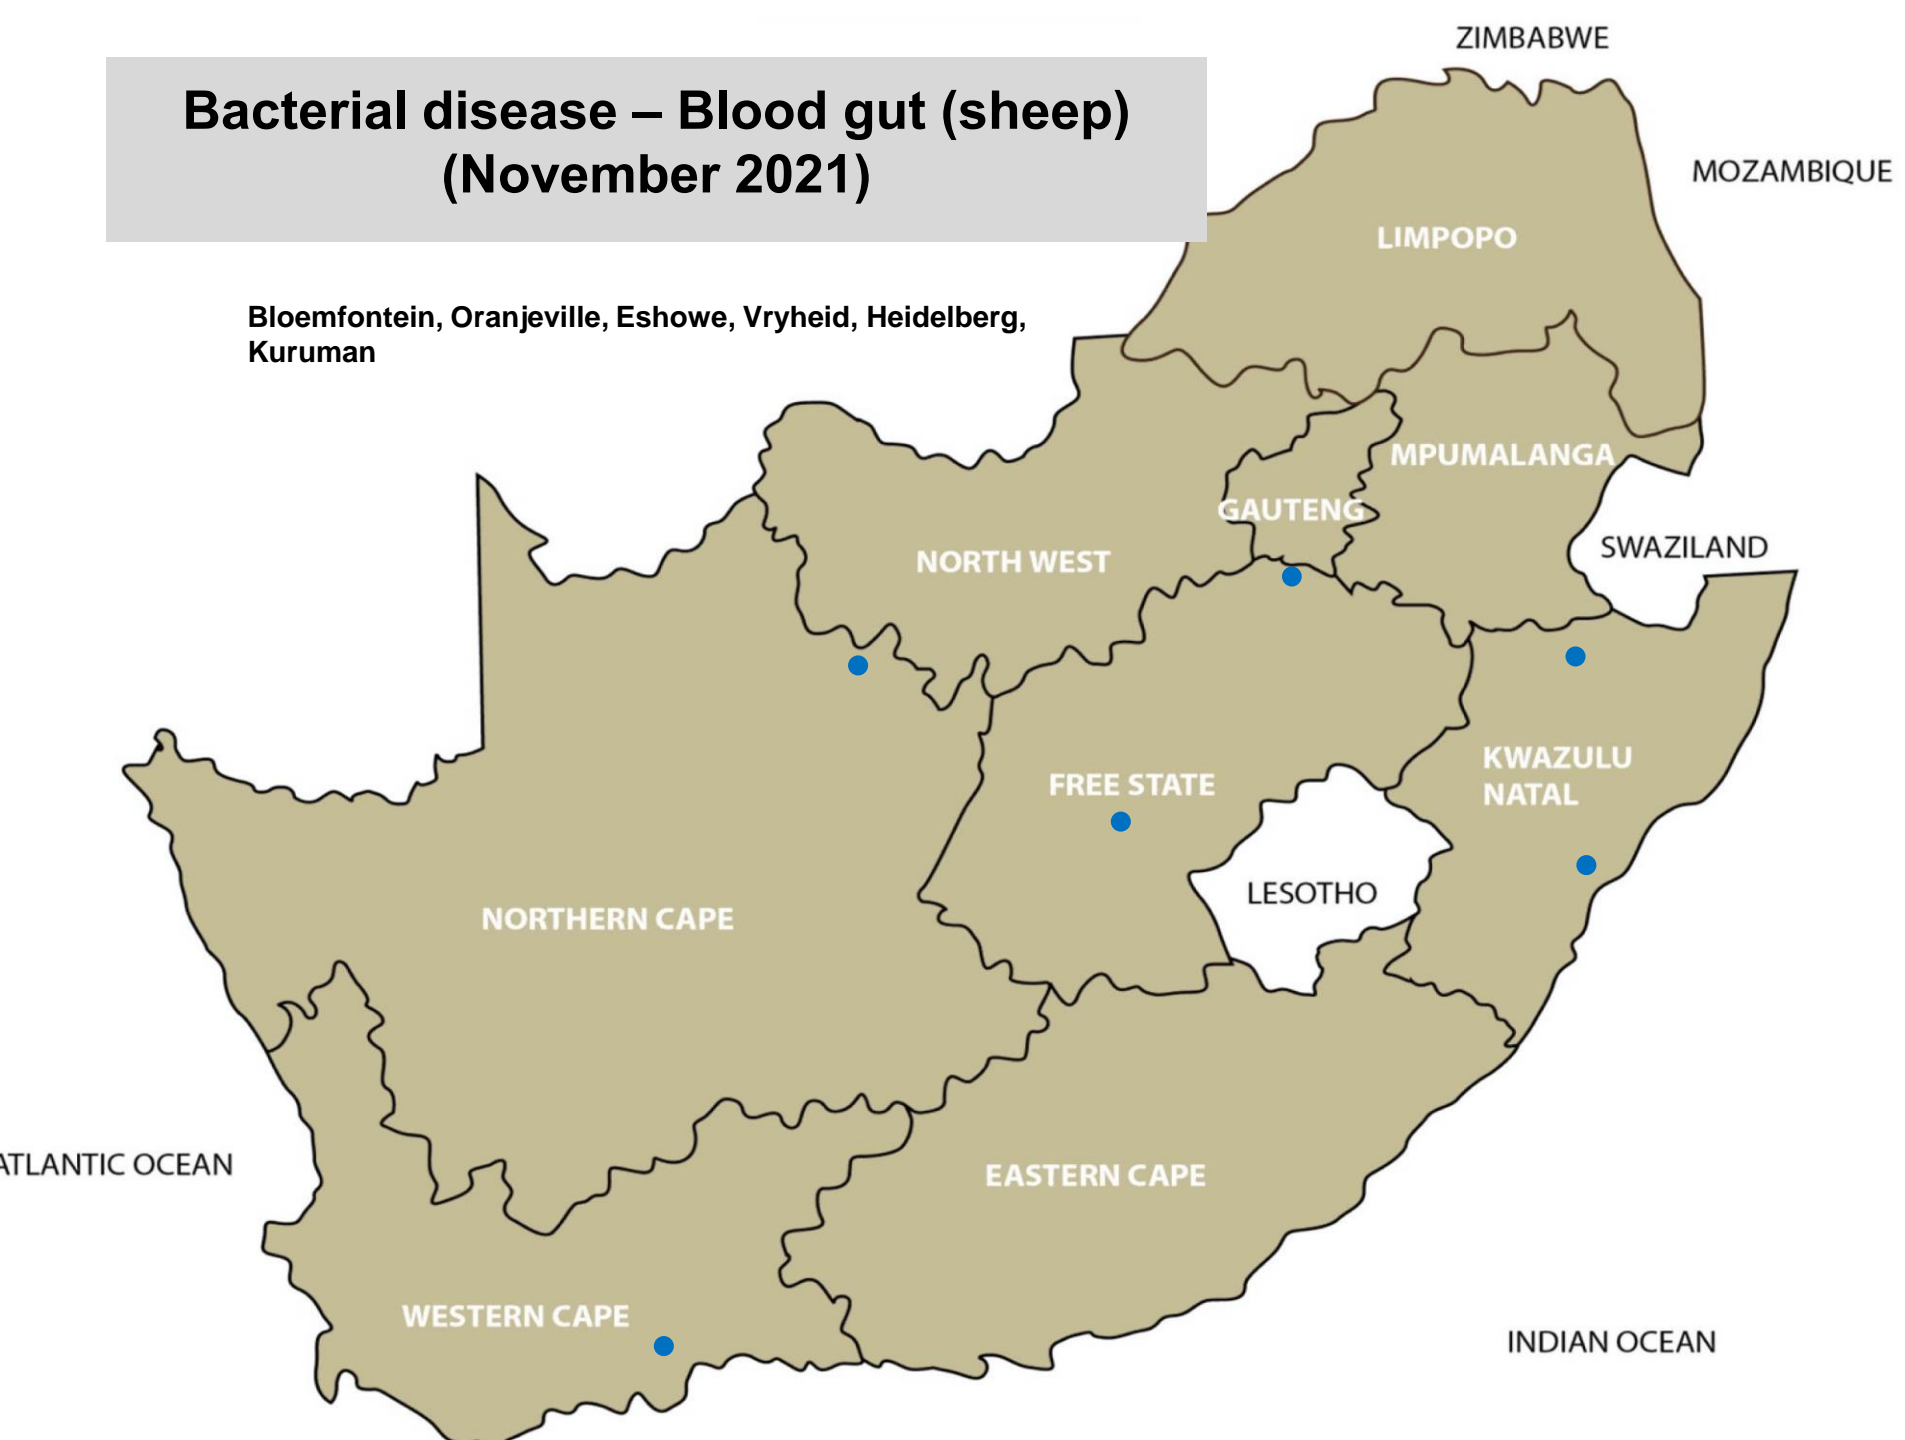 Bacterial disease – Blood gut (sheep)
(November 2021)
Bloemfontein, Oranjeville, Eshowe, Vryheid, Heidelberg,
Kuruman
ZIMBABWE
MOZAMBIQUE
LIMPOPO
MPUMALANGA
GAUTENG
SWAZILAND
NORTH WEST
KWAZULU
NATAL
FREE STATE
LESOTHO
NORTHERN CAPE
ATLANTIC OCEAN
EASTERN CAPE
WESTERN CAPE
INDIAN OCEAN